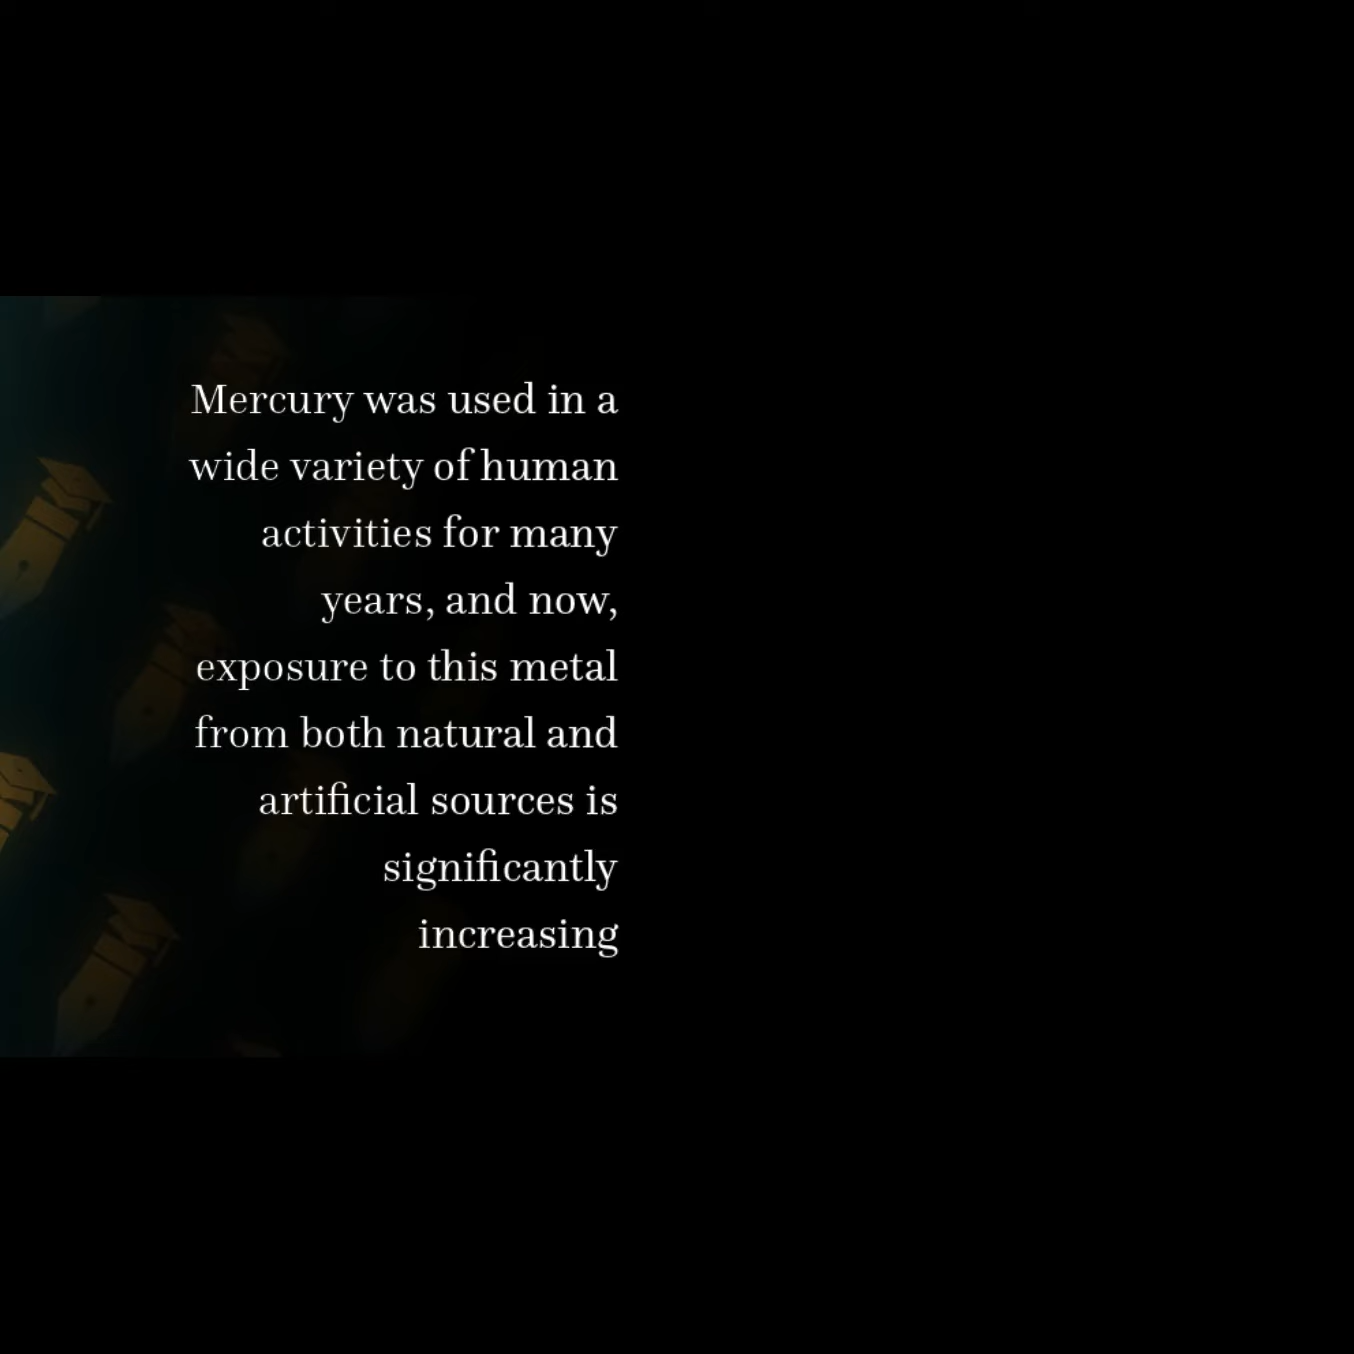 Mercury was used in a
wide variety of human
activities for many
years, and now,
exposure to this metal
from both natural and
artificial sources is
significantly
increasing